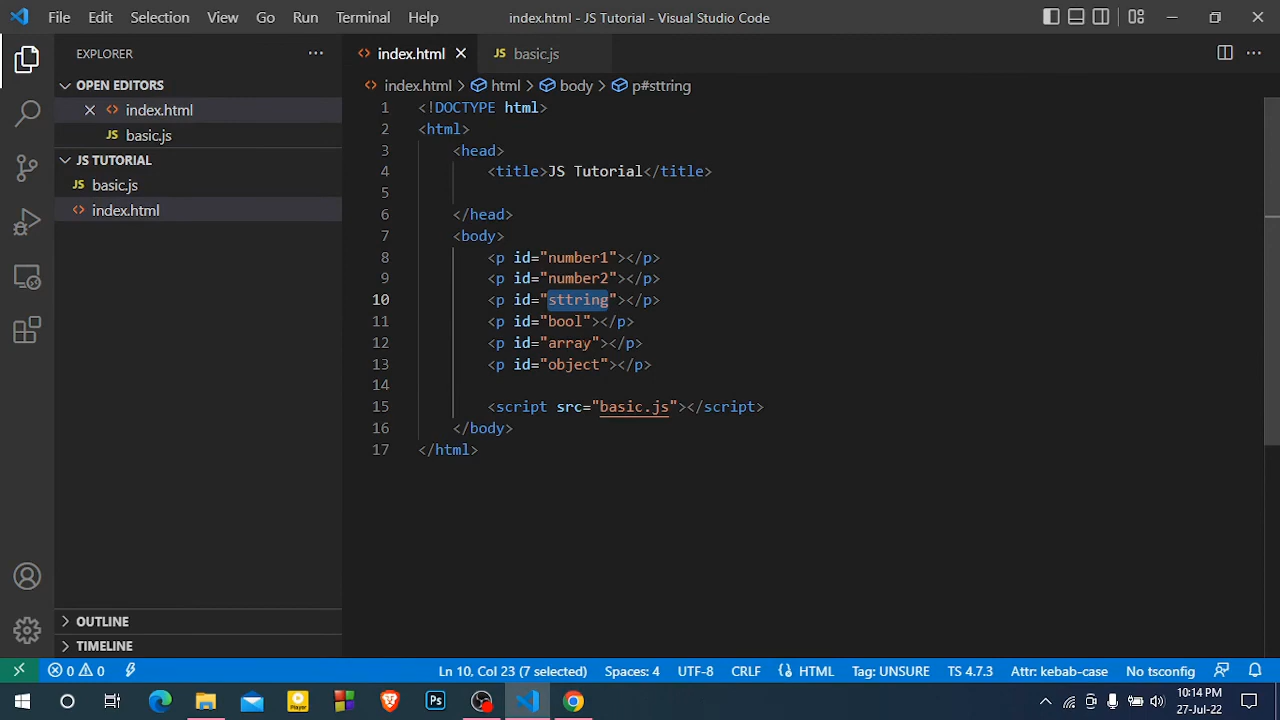 File Edit Selection View Go Run Terminal Help index.html - JS Tutorial - Visual Studio Code
EXPLORER
OPEN EDITORS
index.html
JS basic.js
JS TUTORIAL
JS basic.js
index.html
OUTLINE
TIMELINE
index.html JS basic.js
index.html > html > body > p#sttring
1 <!DOCTYPE html>
2 <html>
3 <head>
4 <title>JS Tutorial</title>
5
6 </head>
7 <body>
8 <p id="number1"></p>
9 <p id="number2"></p>
10 <p id="sttring"></p>
11 <p id="bool"></p>
12 <p id="array"></p>
13 <p id="object"></p>
14
15 <script src="basic.js"></script>
16 </body>
17 </html>
0 0 Ln 10, Col 23 (7 selected) Spaces: 4 UTF-8 CRLF HTML Tag: UNSURE TS 4.7.3 Attr: kebab-case No tsconfig
Player Ps 10:14 PM
27-Jul-22